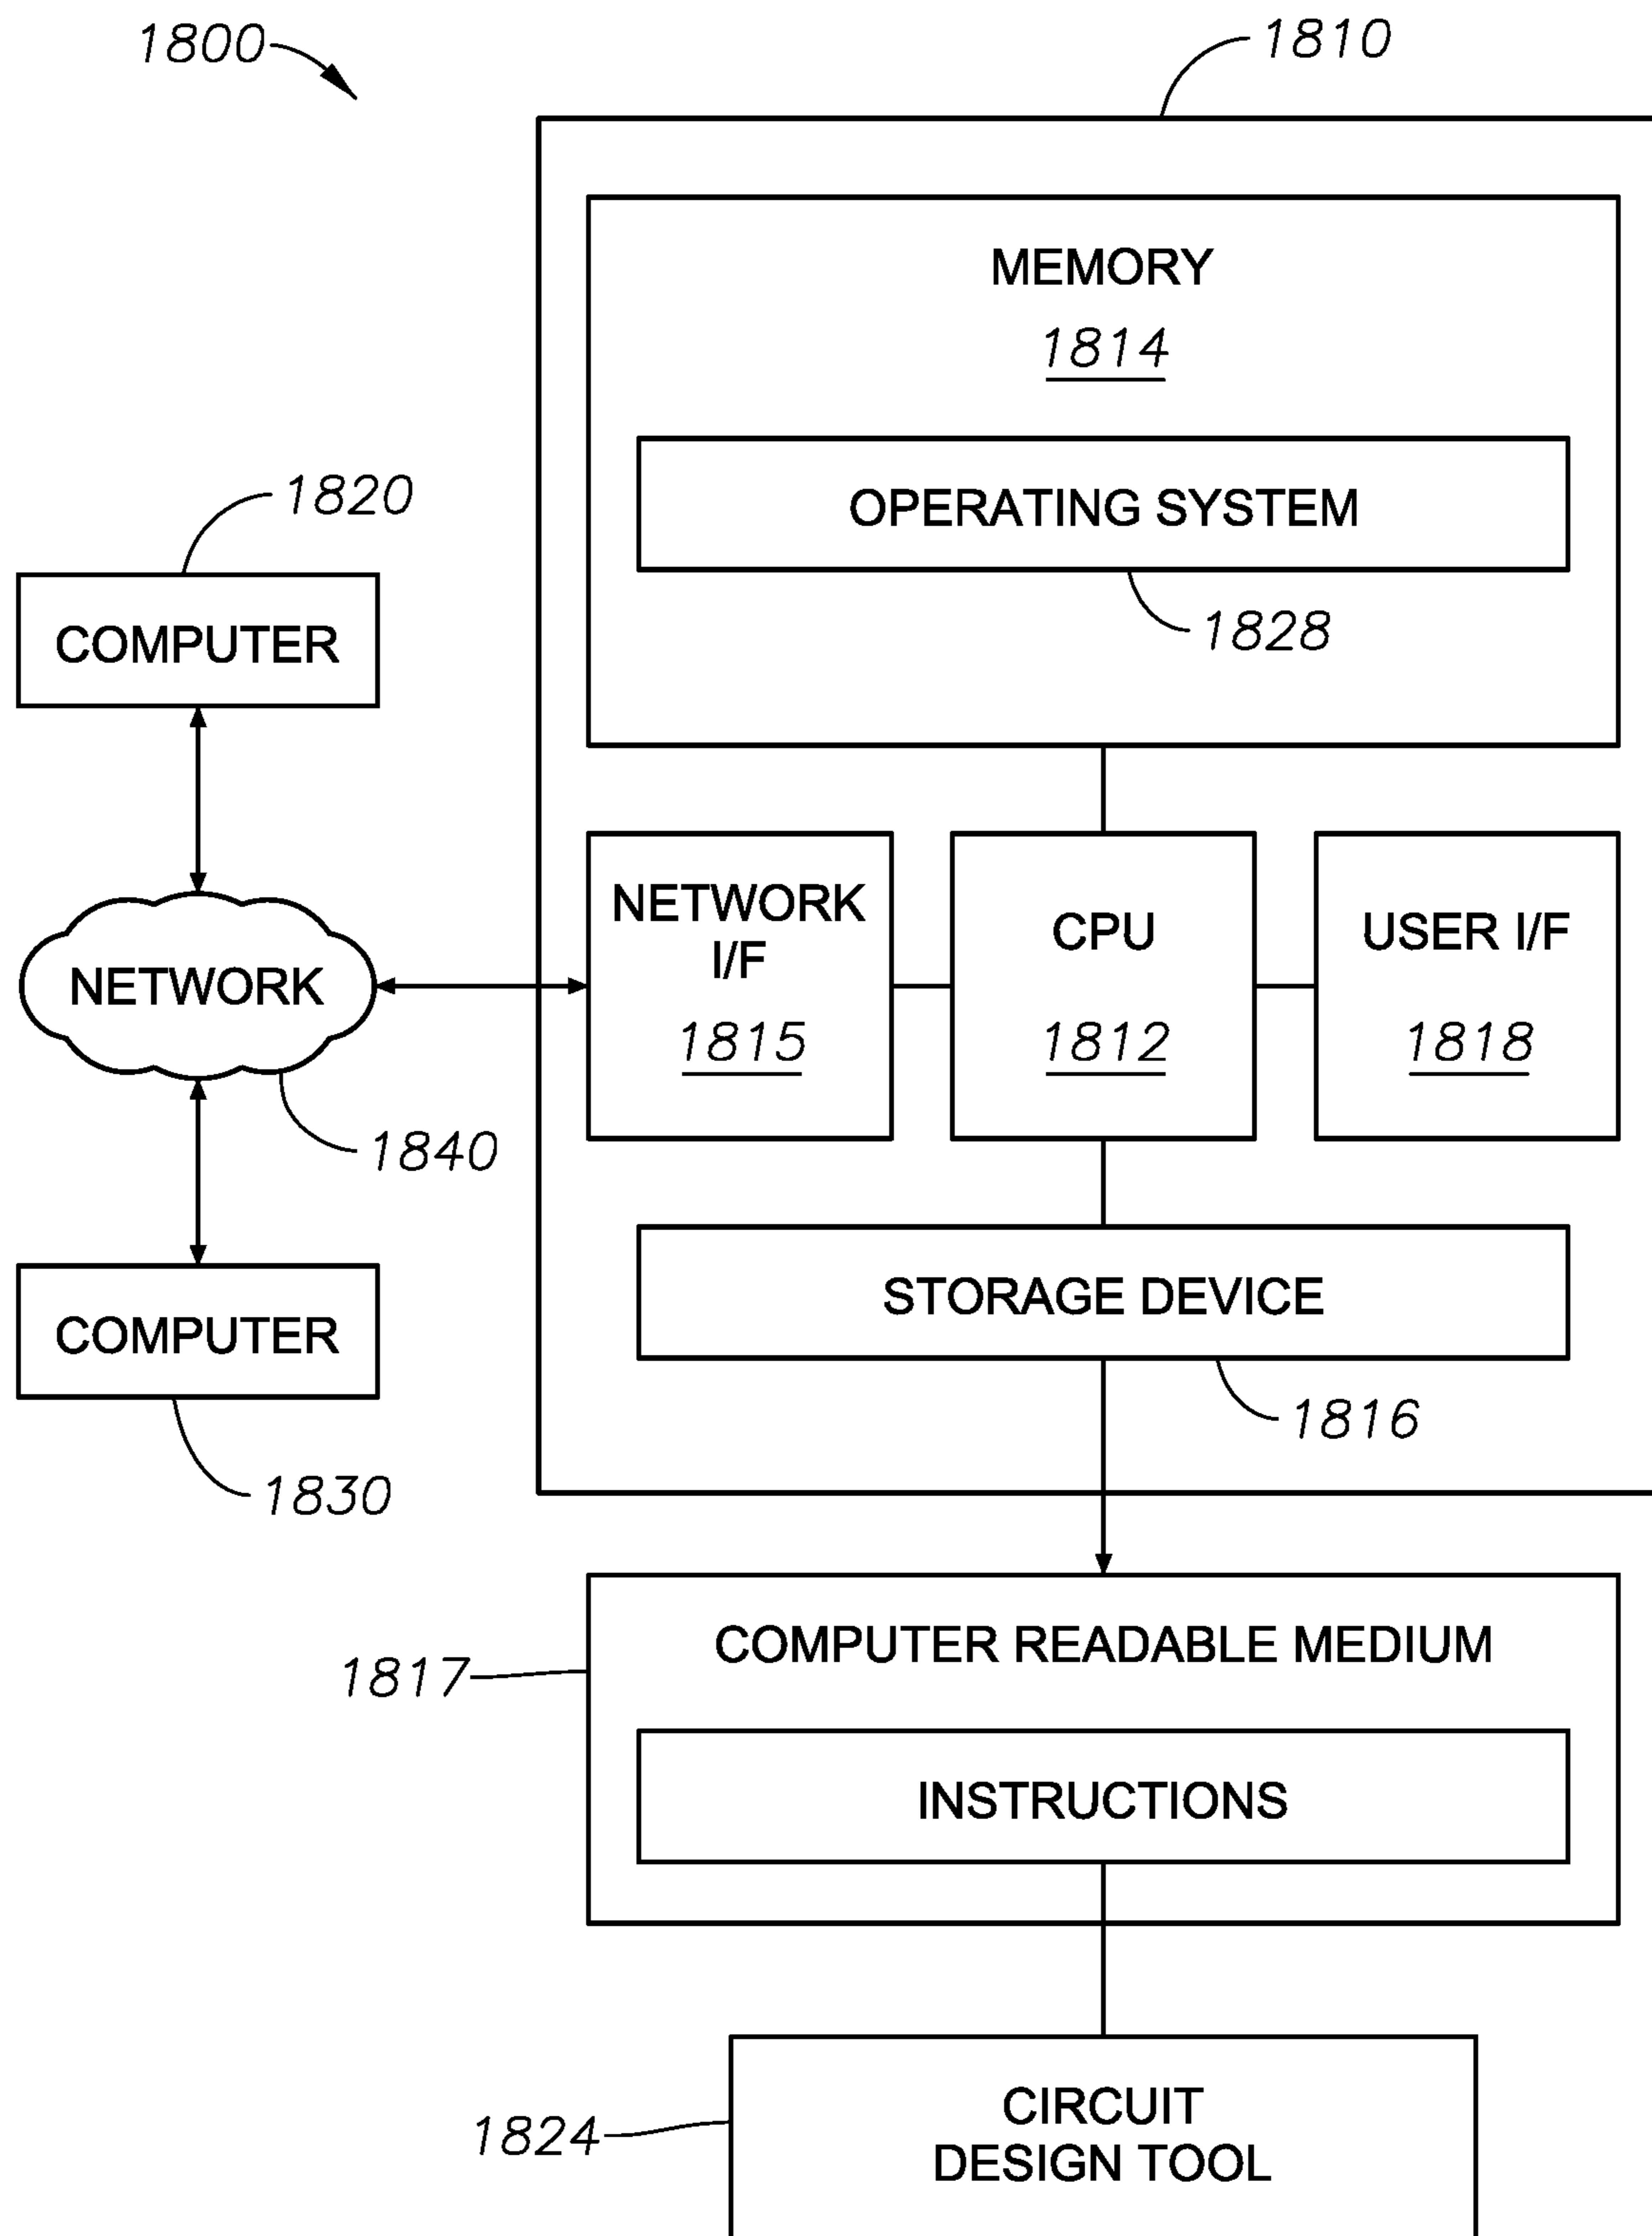 1800
1810
MEMORY
1814
OPERATING SYSTEM
1828
1820
COMPUTER
NETWORK
I/F
1815
CPU
1812
USER I/F
1818
NETWORK
1840
STORAGE DEVICE
1816
COMPUTER
1830
COMPUTER READABLE MEDIUM
1817
INSTRUCTIONS
1824
CIRCUIT
DESIGN TOOL